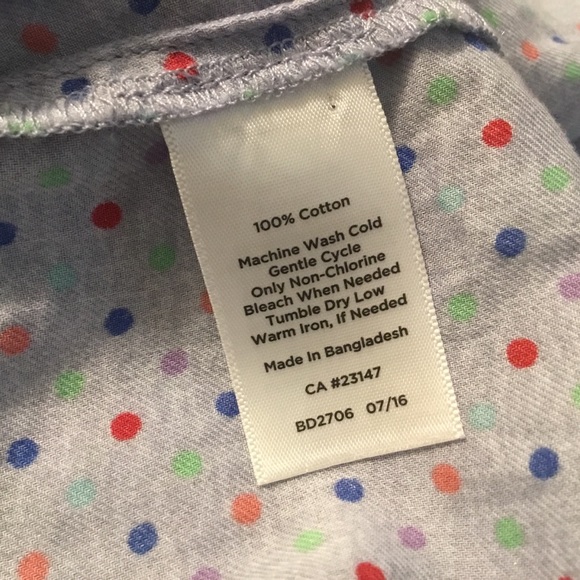 100% Cotton
Machine Wash Cold
Gentle Cycle
Only Non-Chlorine
Bleach When Needed
Tumble Dry Low
Warm Iron, If Needed
Made In Bangladesh
CA #23147
BD2706 07/16